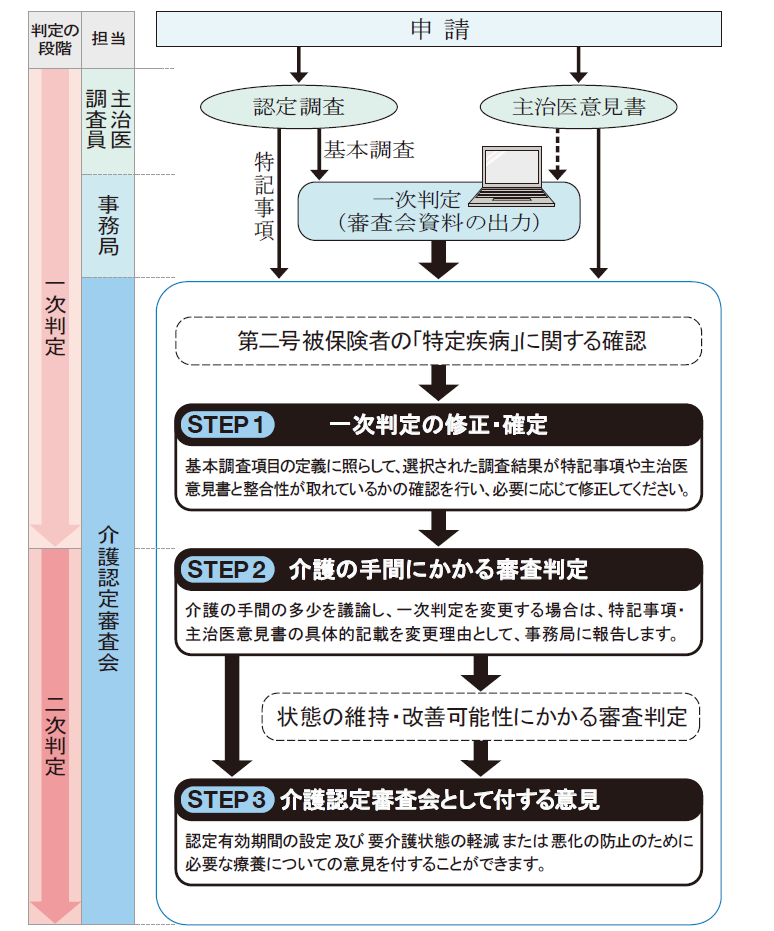 判定の
段階
担当
申請
主治医
調査員
認定調査
主治医意見書
特記事項
基本調査
事務局
一次判定
（審査会資料の出力）
一次判定
介護認定審査会
第二号被保険者の「特定疾病」に関する確認
STEP 1 一次判定の修正・確定
基本調査項目の定義に照らして、選択された調査結果が特記事項や主治医
意見書と整合性が取れているかの確認を行い、必要に応じて修正してください。
STEP 2 介護の手間にかかる審査判定
介護の手間の多少を議論し、一次判定を変更する場合は、特記事項・
主治医意見書の具体的記載を変更理由として、事務局に報告します。
二次判定
状態の維持・改善可能性にかかる審査判定
STEP 3 介護認定審査会として付する意見
認定有効期間の設定及び要介護状態の軽減または悪化の防止のために
必要な療養についての意見を付することができます。